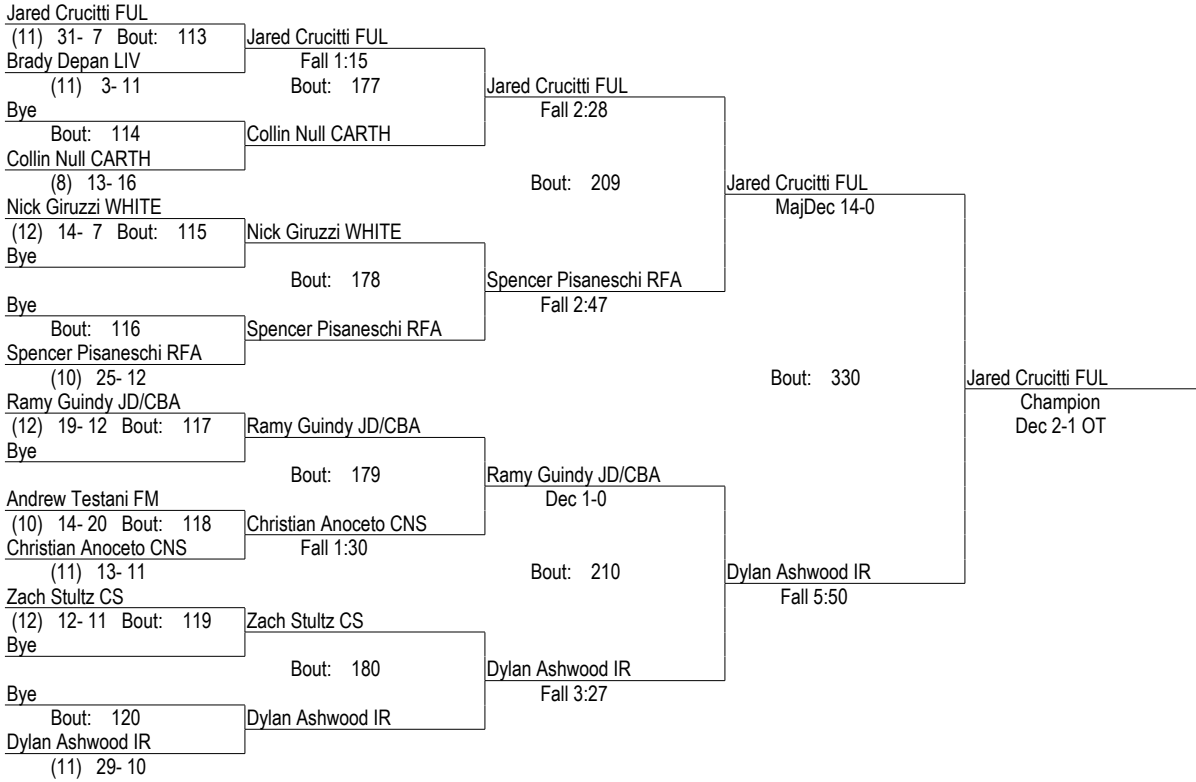 Jared Crucitti FUL
(11) 31- 7 Bout: 113
Jared Crucitti FUL
Brady Depan LIV
Fall 1:15
(11) 3- 11
Bout: 177
Jared Crucitti FUL
Bye
Fall 2:28
Bout: 114
Collin Null CARTH
Collin Null CARTH
(8) 13- 16
Bout: 209
Jared Crucitti FUL
Nick Giruzzi WHITE
MajDec 14-0
(12) 14- 7 Bout: 115
Nick Giruzzi WHITE
Bye
Bout: 178
Spencer Pisaneschi RFA
Bye
Fall 2:47
Bout: 116
Spencer Pisaneschi RFA
Spencer Pisaneschi RFA
(10) 25- 12
Bout: 330
Jared Crucitti FUL
Ramy Guindy JD/CBA
Champion
(12) 19- 12 Bout: 117
Ramy Guindy JD/CBA
Dec 2-1 OT
Bye
Bout: 179
Ramy Guindy JD/CBA
Andrew Testani FM
Dec 1-0
(10) 14- 20 Bout: 118
Christian Anoceto CNS
Christian Anoceto CNS
Fall 1:30
(11) 13- 11
Bout: 210
Dylan Ashwood IR
Zach Stultz CS
Fall 5:50
(12) 12- 11 Bout: 119
Zach Stultz CS
Bye
Bout: 180
Dylan Ashwood IR
Bye
Fall 3:27
Bout: 120
Dylan Ashwood IR
Dylan Ashwood IR
(11) 29- 10